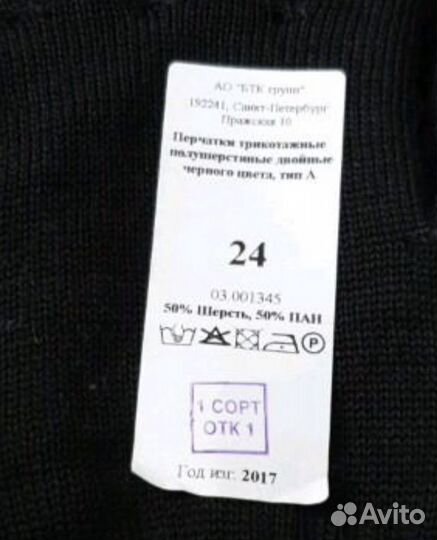 АО "БТК групп"
192241, Санкт-Петербург
Пражская 10
Перчатки трикотажные
полушерстяные двойные
черного цвета, тип А
24
03.001345
50% Шерсть, 50% ПАН
P
1 СОРТ
ОТК 1
Год изг: 2017
Avito